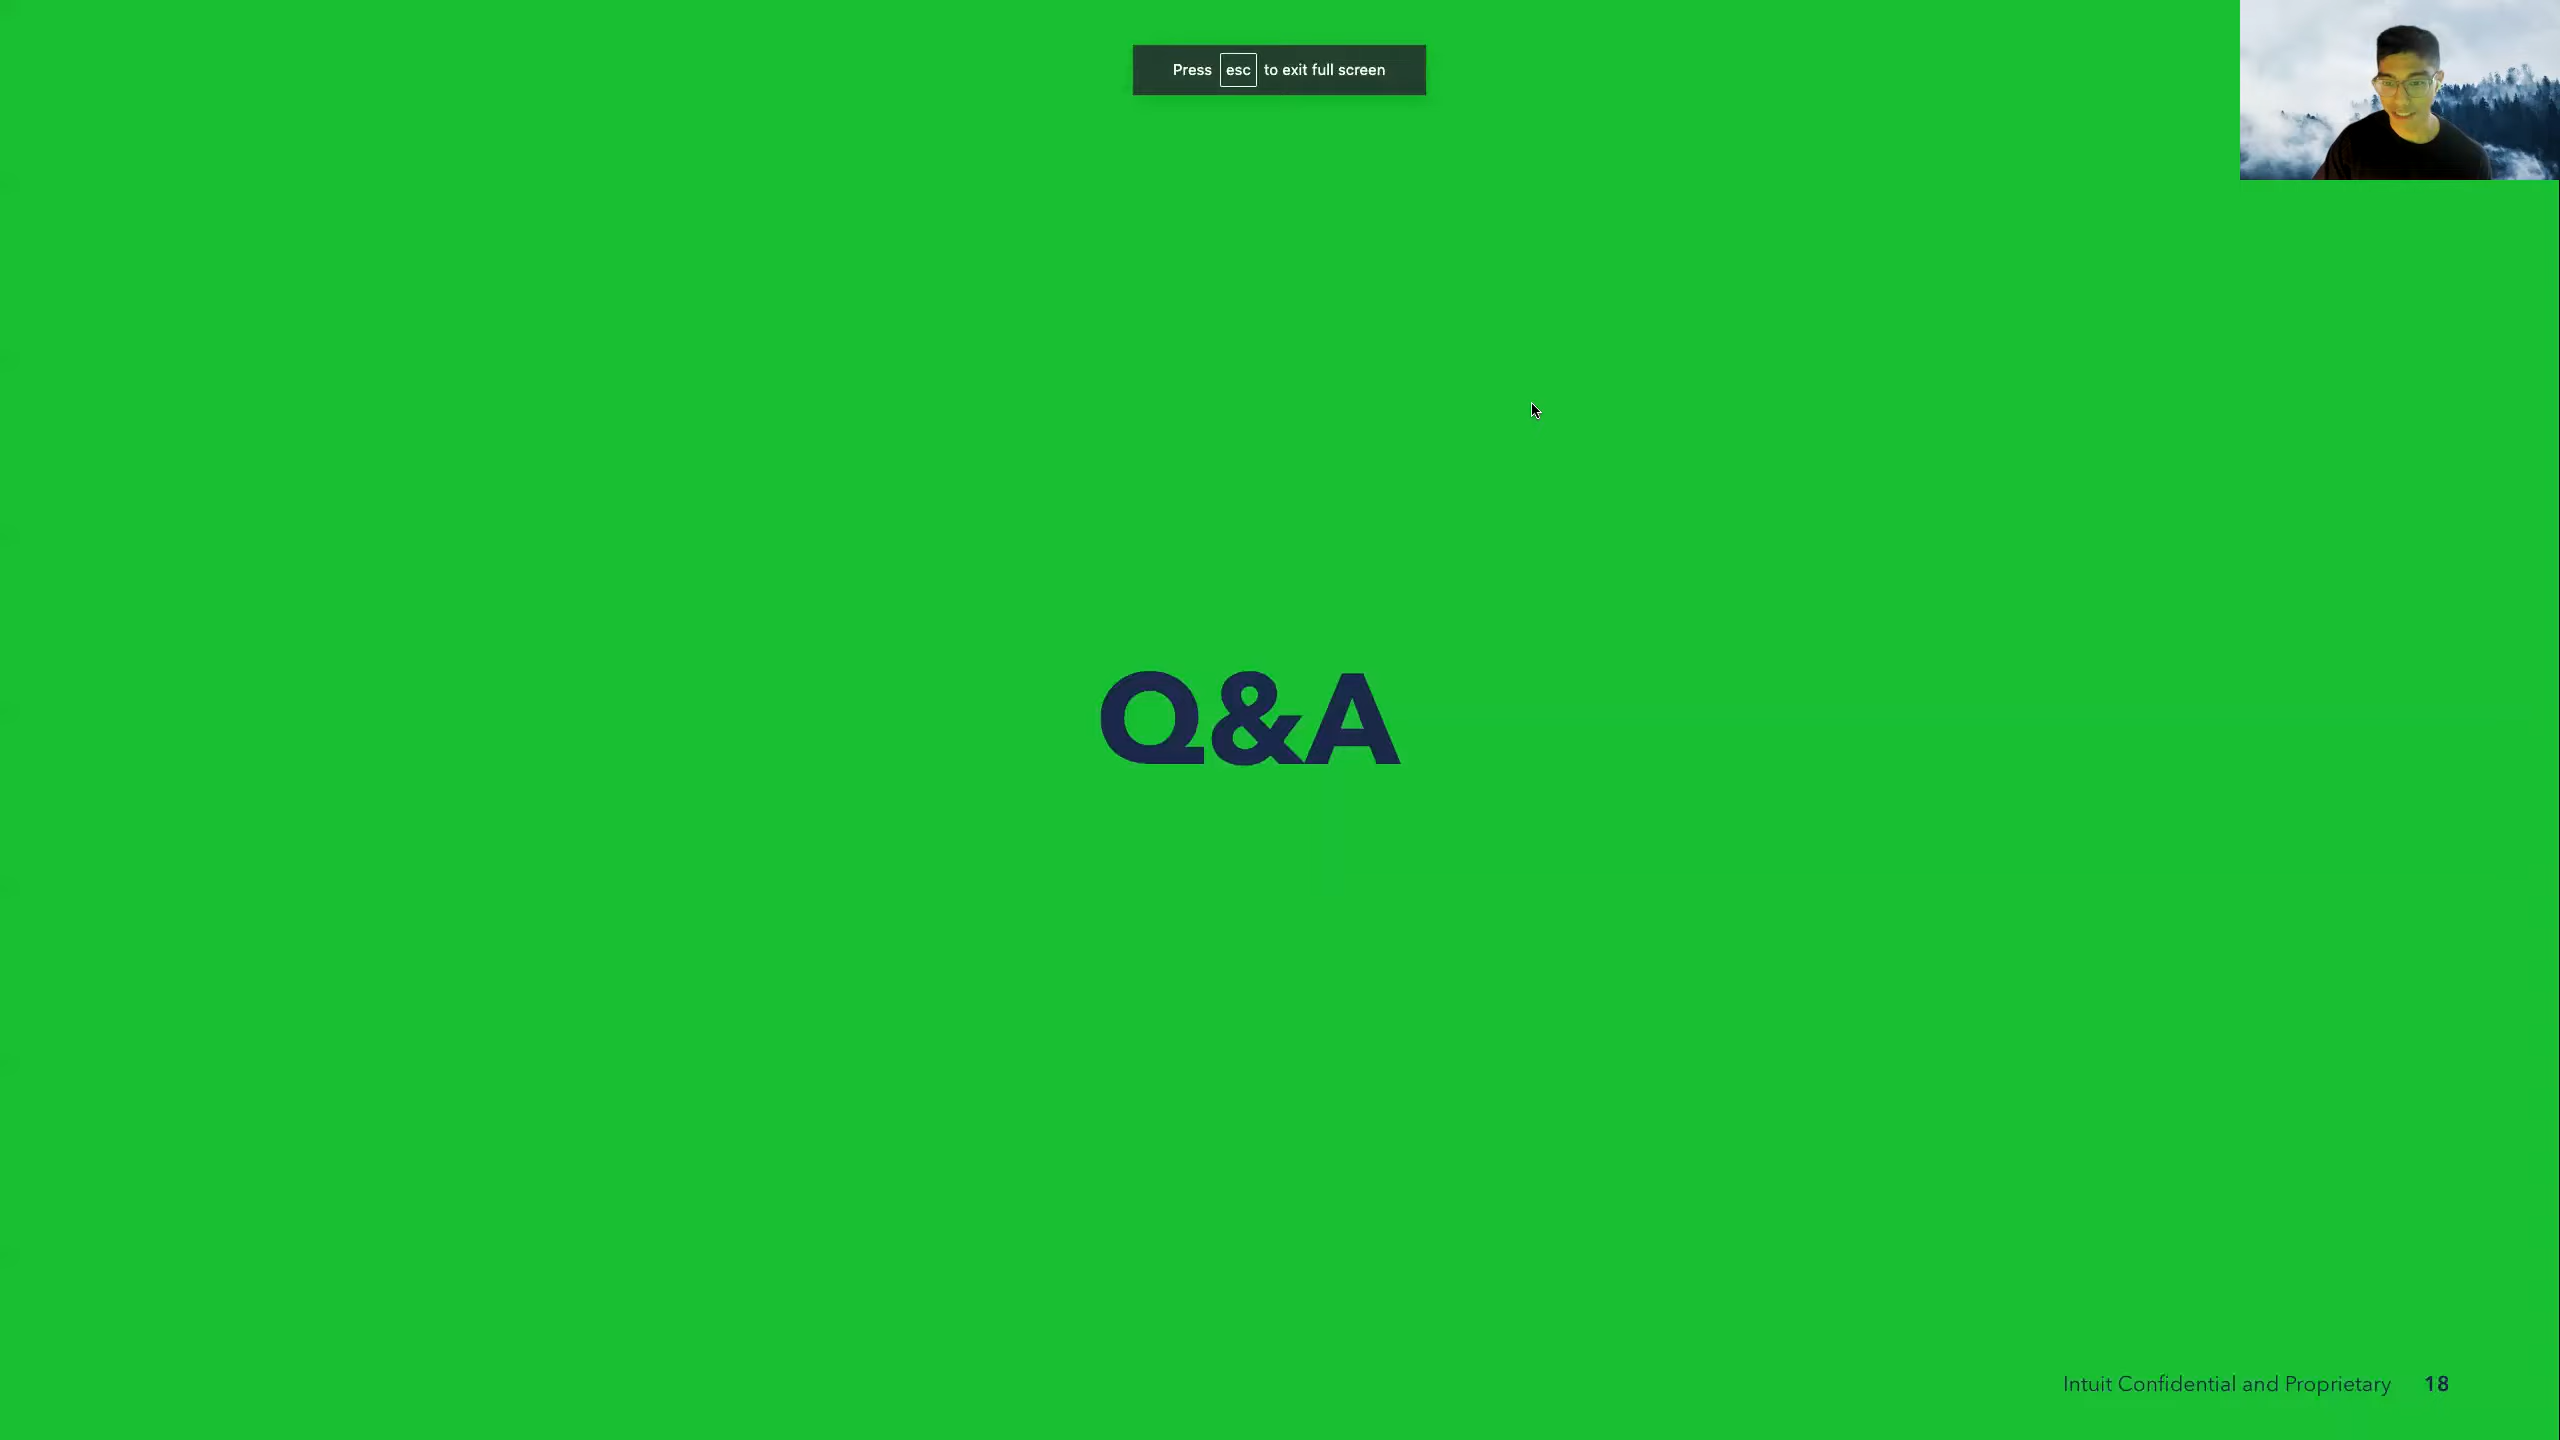 Press esc to exit full screen
Q&A
Intuit Confidential and Proprietary 18